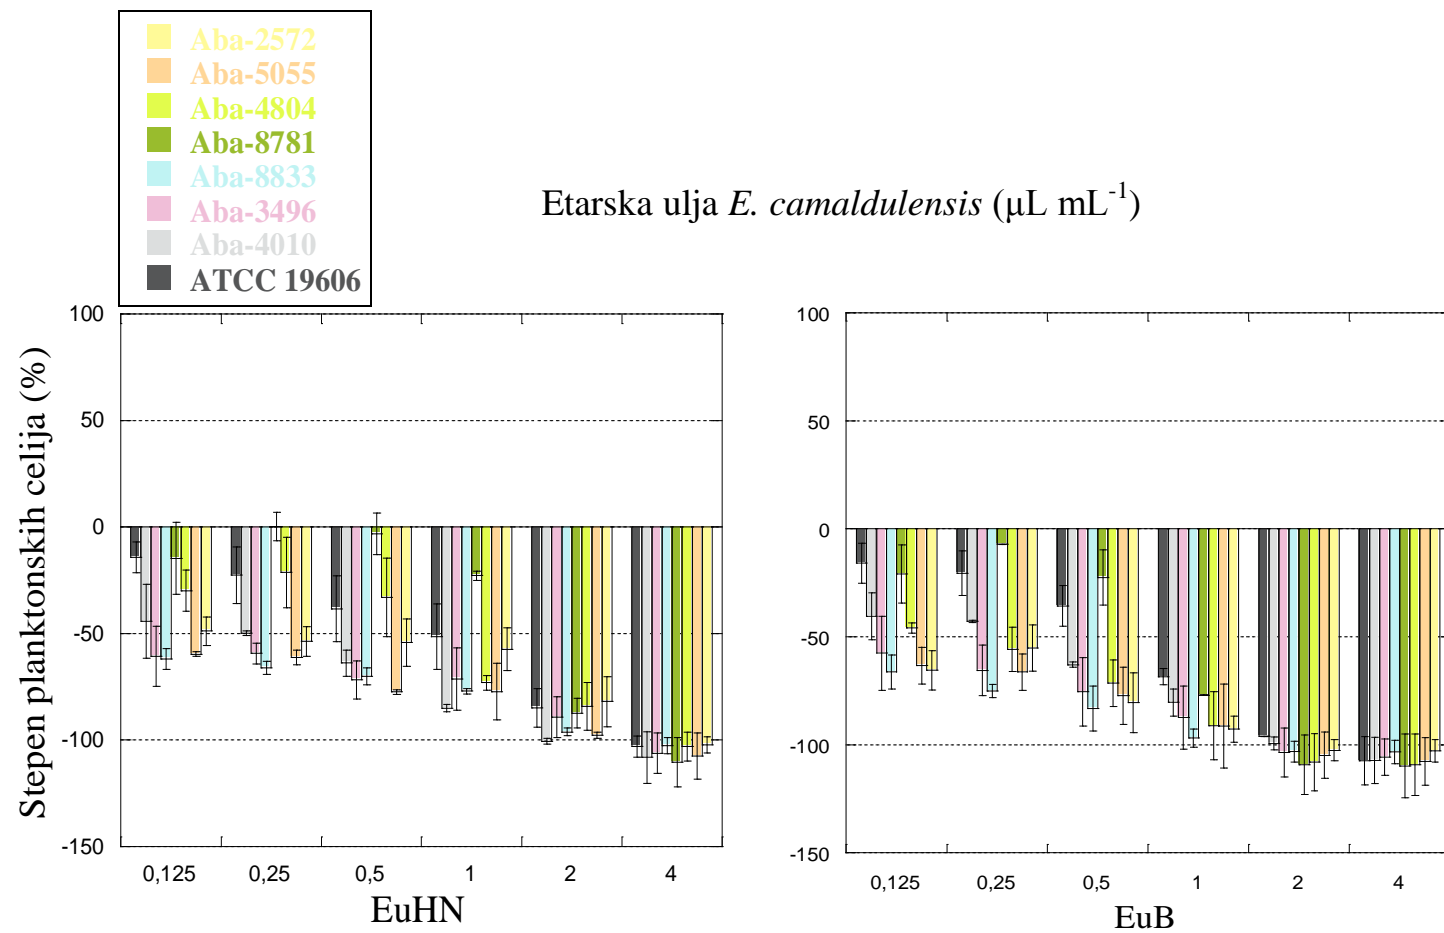 Aba-2572
Aba-5055
Aba-4804
Aba-8781
Aba-8833
Aba-3496
Aba-4010
ATCC 19606
Etarska ulja E. camaldulensis (µL mL⁻¹)
Stepen planktonskih celija (%)
100
50
0
-50
-100
-150
0,125 0,25 0,5 1 2 4
EuHN
100
50
0
-50
-100
-150
0,125 0,25 0,5 1 2 4
EuB